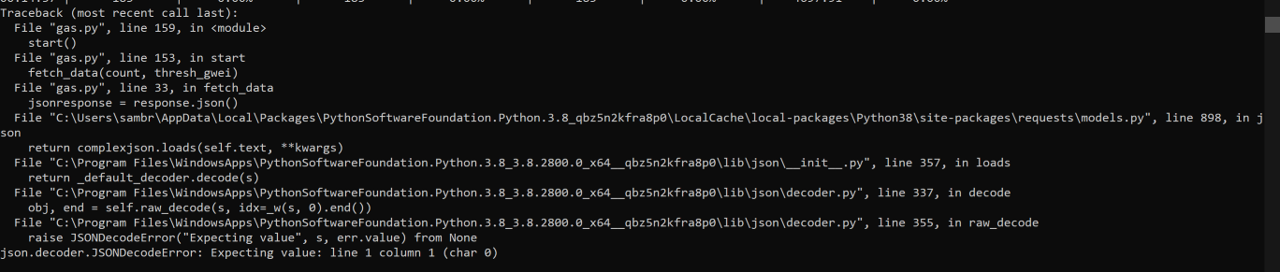 Traceback (most recent call last):
  File "gas.py", line 159, in <module>
    start()
  File "gas.py", line 153, in start
    fetch_data(count, thresh_gwei)
  File "gas.py", line 33, in fetch_data
    jsonresponse = response.json()
  File "C:\Users\sambr\AppData\Local\Packages\PythonSoftwareFoundation.Python.3.8_qbz5n2kfra8p0\LocalCache\local-packages\Python38\site-packages\requests\models.py", line 898, in j
son
    return complexjson.loads(self.text, **kwargs)
  File "C:\Program Files\WindowsApps\PythonSoftwareFoundation.Python.3.8_3.8.2800.0_x64__qbz5n2kfra8p0\lib\json\__init__.py", line 357, in loads
    return _default_decoder.decode(s)
  File "C:\Program Files\WindowsApps\PythonSoftwareFoundation.Python.3.8_3.8.2800.0_x64__qbz5n2kfra8p0\lib\json\decoder.py", line 337, in decode
    obj, end = self.raw_decode(s, idx=_w(s, 0).end())
  File "C:\Program Files\WindowsApps\PythonSoftwareFoundation.Python.3.8_3.8.2800.0_x64__qbz5n2kfra8p0\lib\json\decoder.py", line 355, in raw_decode
    raise JSONDecodeError("Expecting value", s, err.value) from None
json.decoder.JSONDecodeError: Expecting value: line 1 column 1 (char 0)